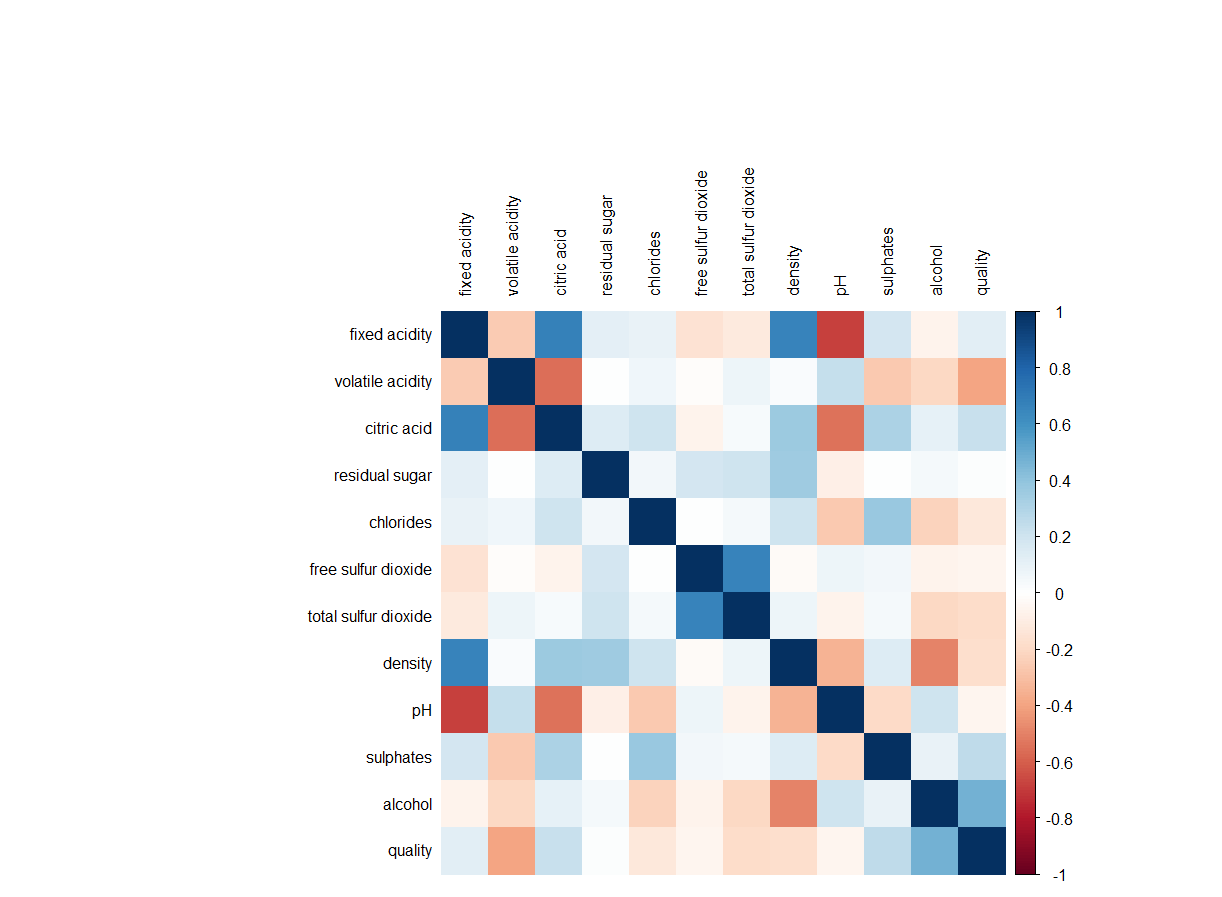 fixed acidity
volatile acidity
citric acid
residual sugar
chlorides
free sulfur dioxide
total sulfur dioxide
density
pH
sulphates
alcohol
quality
fixed acidity
volatile acidity
citric acid
residual sugar
chlorides
free sulfur dioxide
total sulfur dioxide
density
pH
sulphates
alcohol
quality
1
0.8
0.6
0.4
0.2
0
-0.2
-0.4
-0.6
-0.8
-1